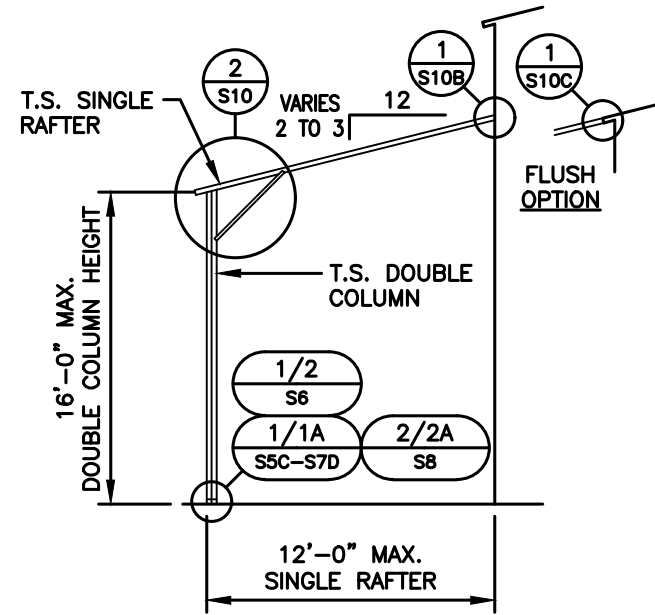 2
S10
1
S10B
1
S10C
T.S. SINGLE
RAFTER
VARIES
2 TO 3
12
FLUSH
OPTION
16'-0" MAX.
DOUBLE COLUMN HEIGHT
T.S. DOUBLE
COLUMN
1/2
S6
1/1A
S5C-S7D
2/2A
S8
12'-0" MAX.
SINGLE RAFTER